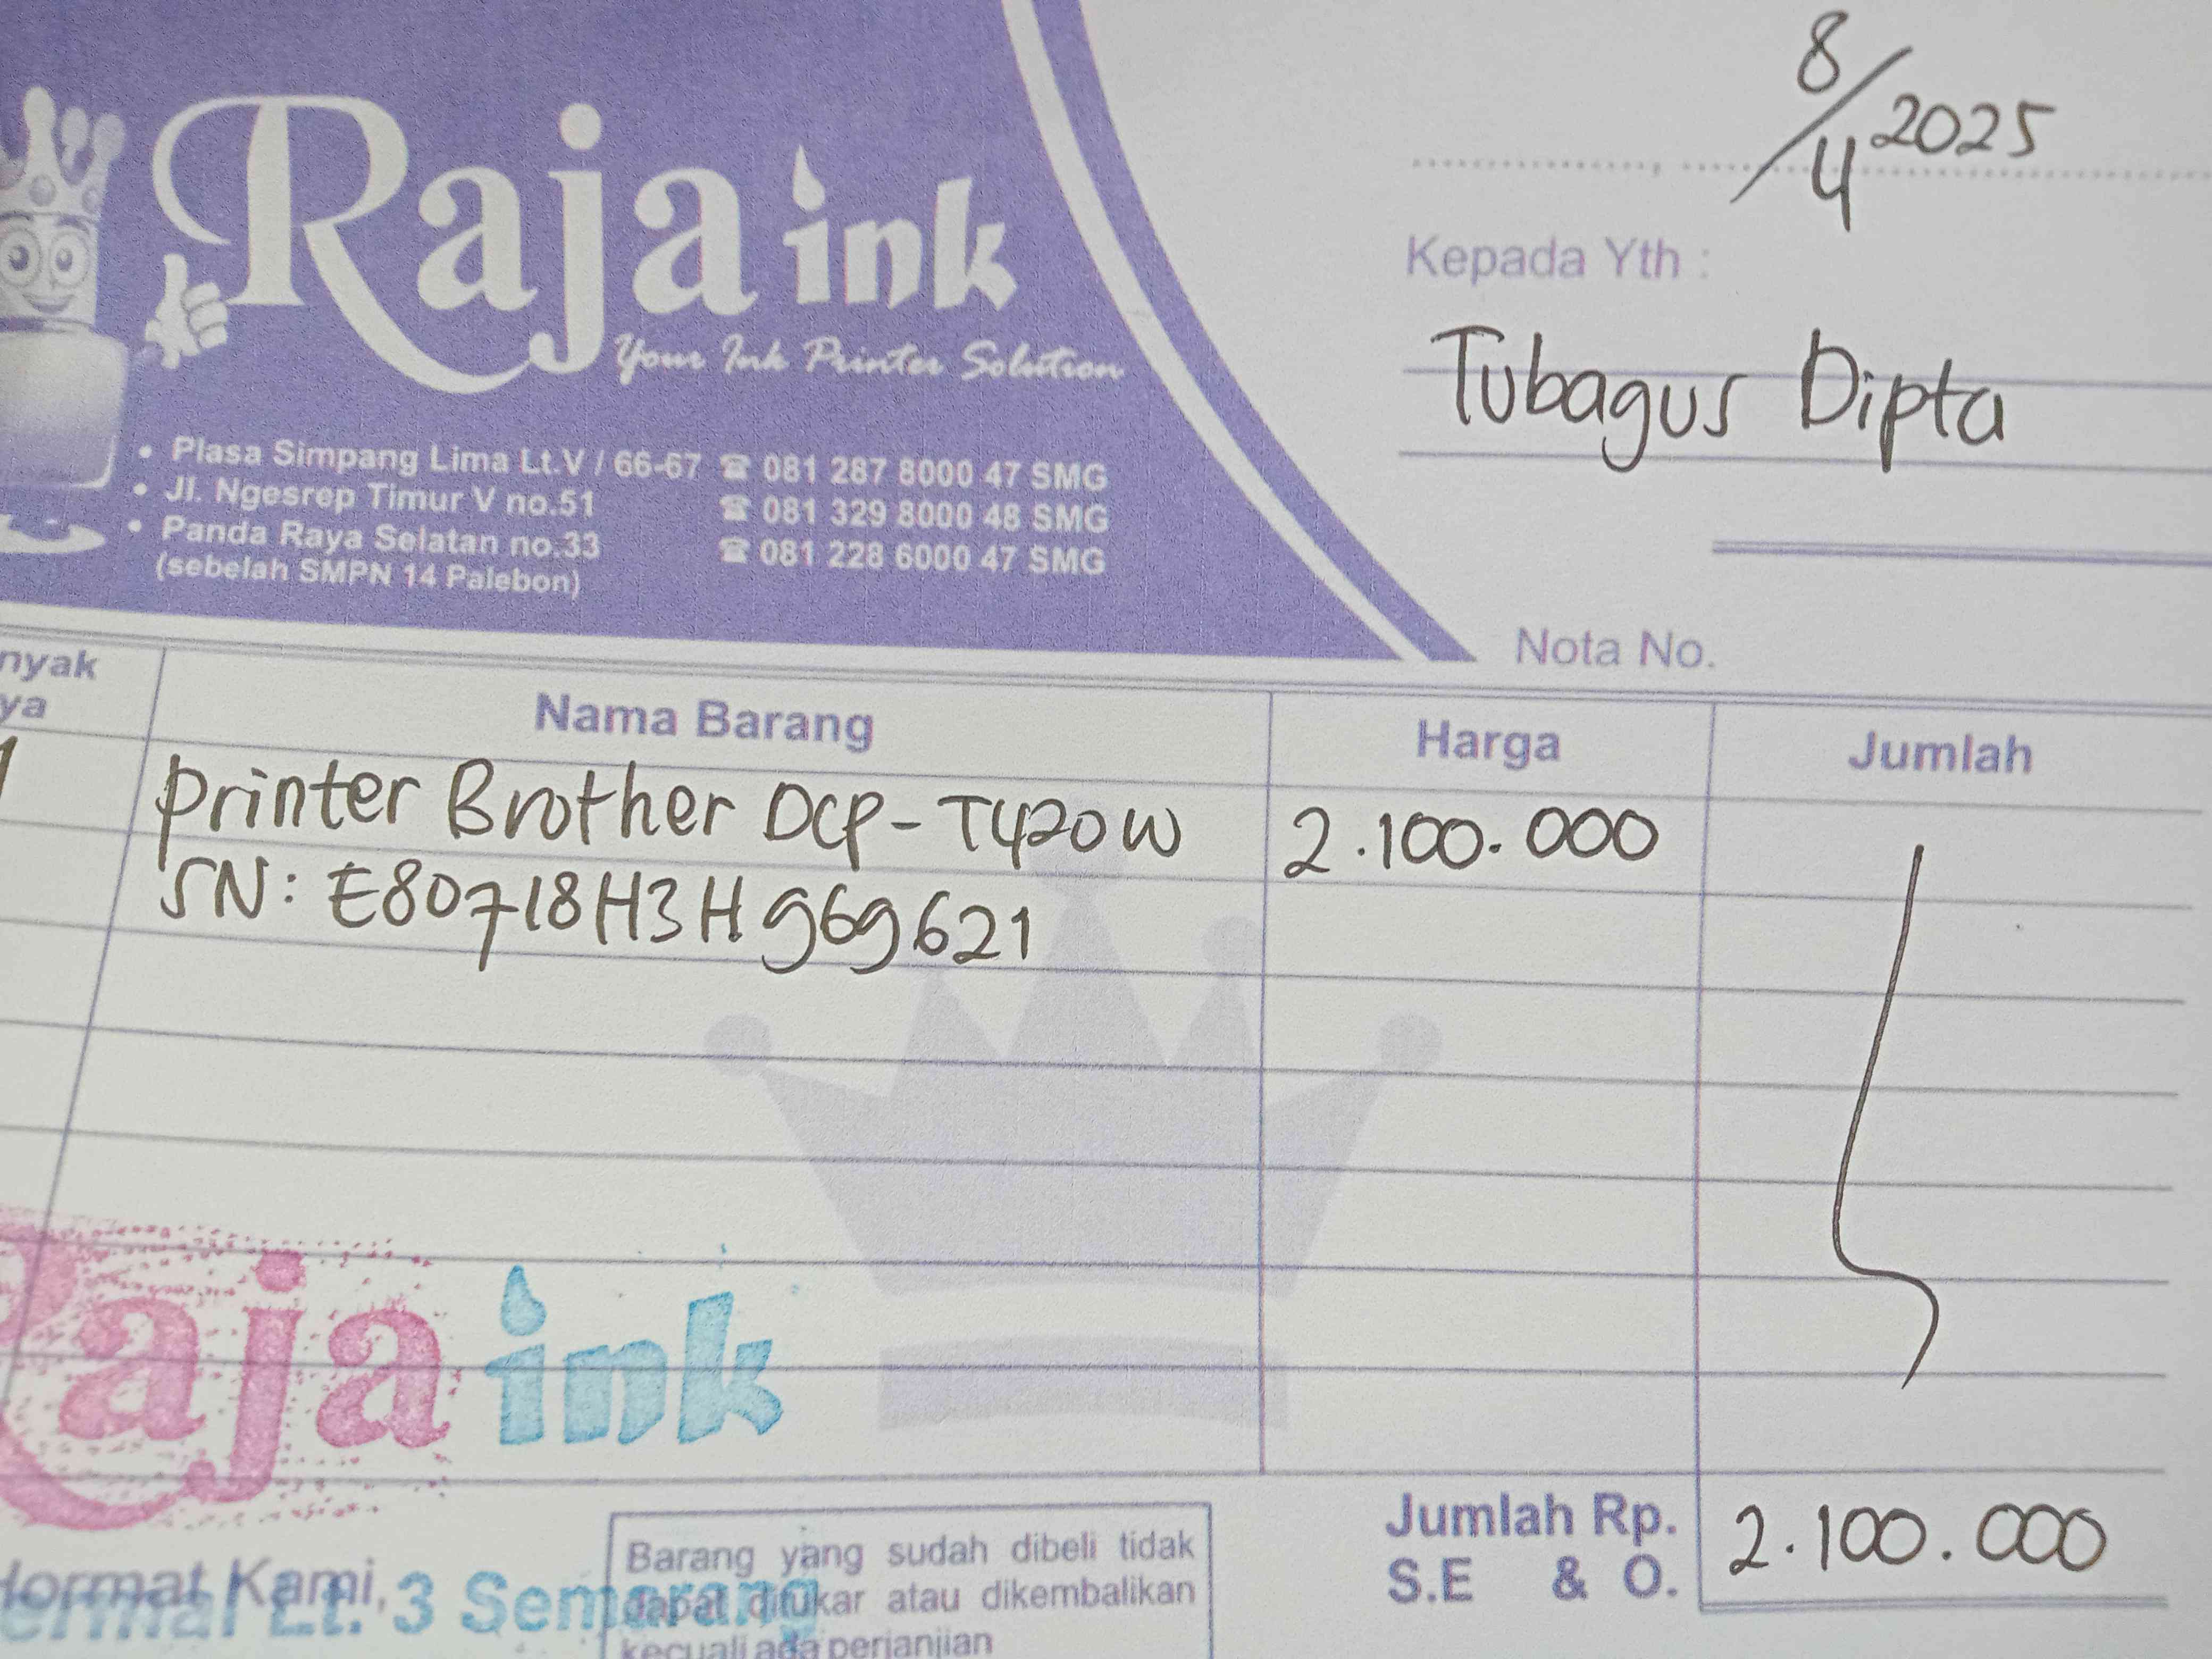 Raja ink
Your Ink Printer Solution
• Plasa Simpang Lima Lt.V / 66-67 ☎ 081 287 8000 47 SMG
• Jl. Ngesrep Timur V no.51 ☎ 081 329 8000 48 SMG
• Panda Raya Selatan no.33 ☎ 081 228 6000 47 SMG
(sebelah SMPN 14 Palebon)
8/4 2025
Kepada Yth :
Tubagus Dipta
Nota No.
nyak
ya
Nama Barang
Harga
Jumlah
1 Printer Brother DCP-T420W 2.100.000
SN: E80718H3H969621
Raja ink
Hormat Kami,
ermal Lt. 3 Semarang
Barang yang sudah dibeli tidak
dapat ditukar atau dikembalikan
kecuali ada perjanjian
Jumlah Rp. 2.100.000
S.E & O.